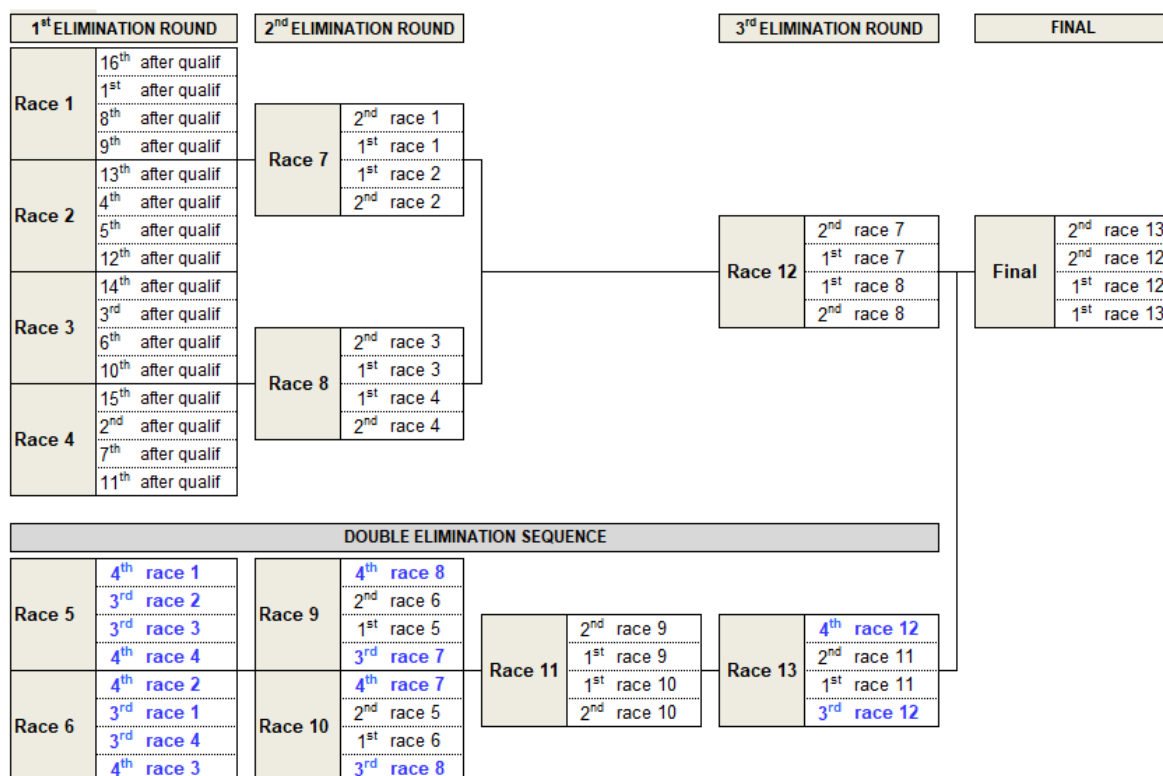 1st ELIMINATION ROUND
2nd ELIMINATION ROUND
3rd ELIMINATION ROUND
FINAL
Race 1
16th after qualif
1st after qualif
8th after qualif
9th after qualif
Race 2
13th after qualif
4th after qualif
5th after qualif
12th after qualif
Race 3
14th after qualif
3rd after qualif
6th after qualif
10th after qualif
Race 4
15th after qualif
2nd after qualif
7th after qualif
11th after qualif
Race 7
2nd race 1
1st race 1
1st race 2
2nd race 2
Race 8
2nd race 3
1st race 3
1st race 4
2nd race 4
Race 12
2nd race 7
1st race 7
1st race 8
2nd race 8
Final
2nd race 13
2nd race 12
1st race 12
1st race 13
DOUBLE ELIMINATION SEQUENCE
Race 5
4th race 1
3rd race 2
3rd race 3
4th race 4
Race 6
4th race 2
3rd race 1
3rd race 4
4th race 3
Race 9
4th race 8
2nd race 6
1st race 5
3rd race 7
Race 10
4th race 7
2nd race 5
1st race 6
3rd race 8
Race 11
2nd race 9
1st race 9
1st race 10
2nd race 10
Race 13
4th race 12
2nd race 11
1st race 11
3rd race 12